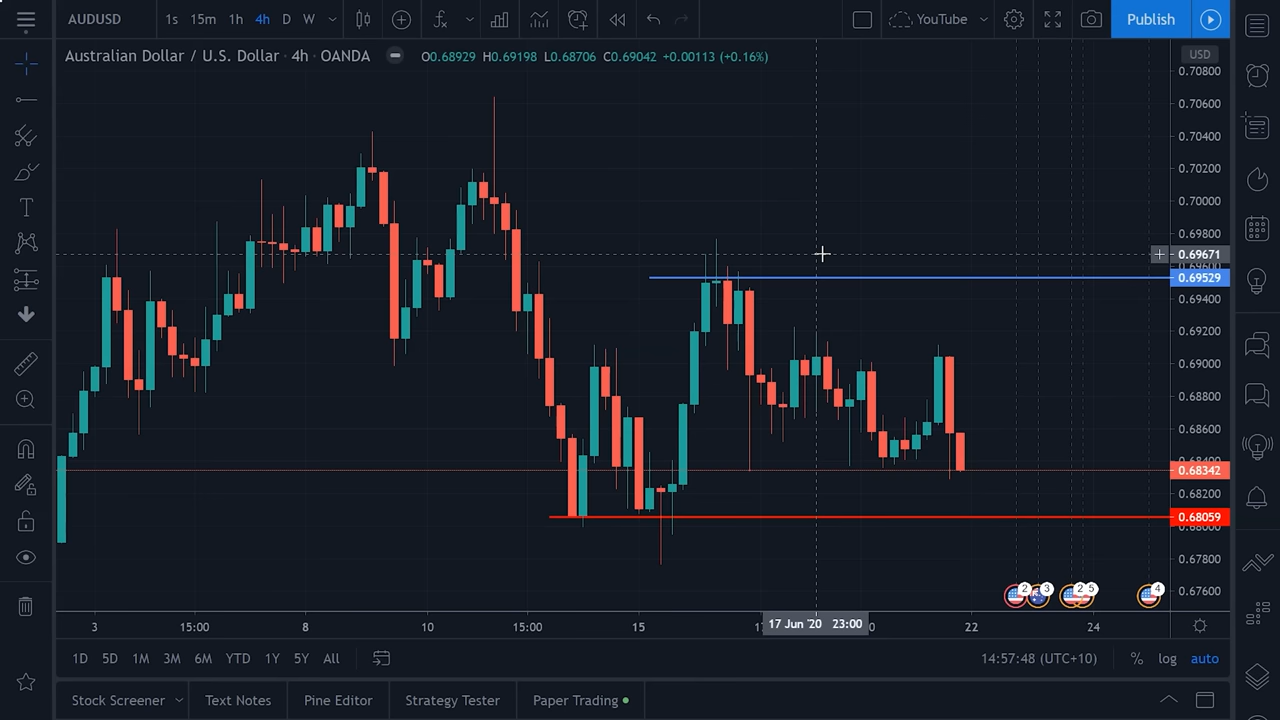 AUDUSD 1s 15m 1h 4h D W YouTube Publish
Australian Dollar / U.S. Dollar · 4h · OANDA O0.68929 H0.69198 L0.68706 C0.69042 +0.00113 (+0.16%)
USD
0.70800
0.70600
0.70400
0.70200
0.70000
0.69800
0.69671
0.69529
0.69400
0.69200
0.69000
0.68800
0.68600
0.68342
0.68200
0.68059
0.67800
0.67600
2 3 2 5 4
3 15:00 8 10 15:00 15 17 Jun '20 23:00 22 24
1D 5D 1M 3M 6M YTD 1Y 5Y All 14:57:48 (UTC+10) % log auto
Stock Screener Text Notes Pine Editor Strategy Tester Paper Trading